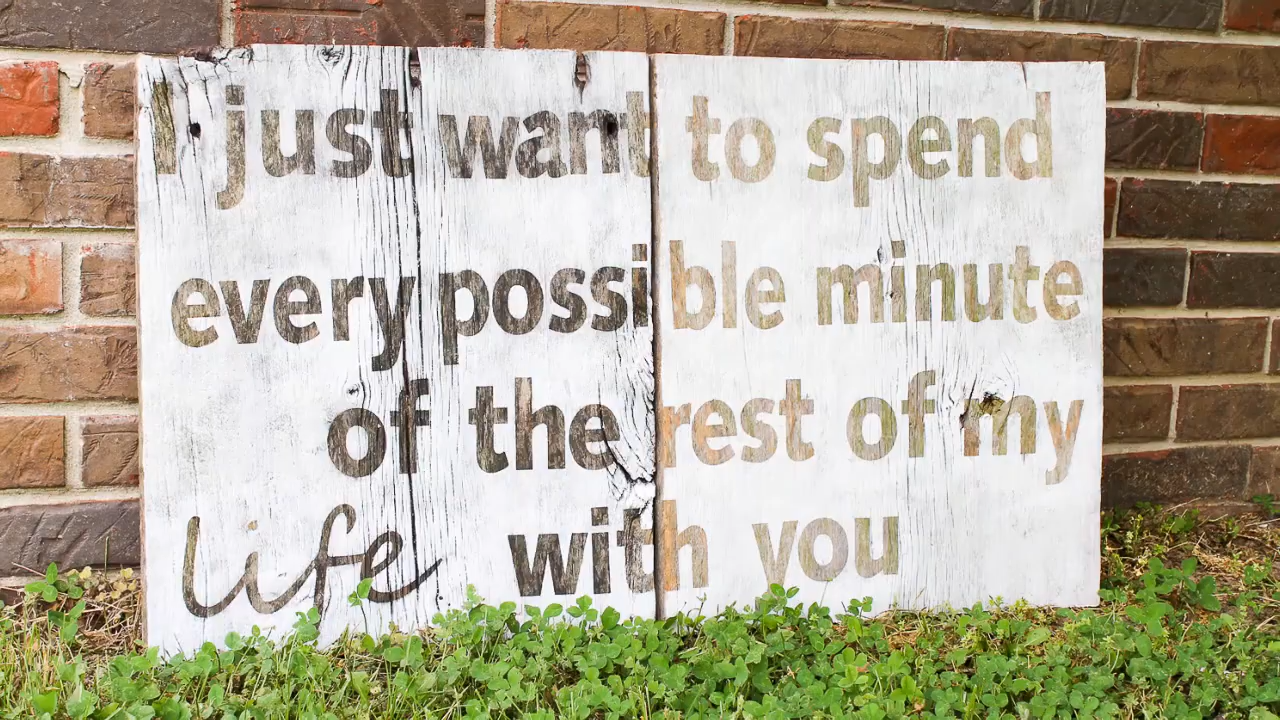 I just want to spend
every possible minute
of the rest of my
life with you